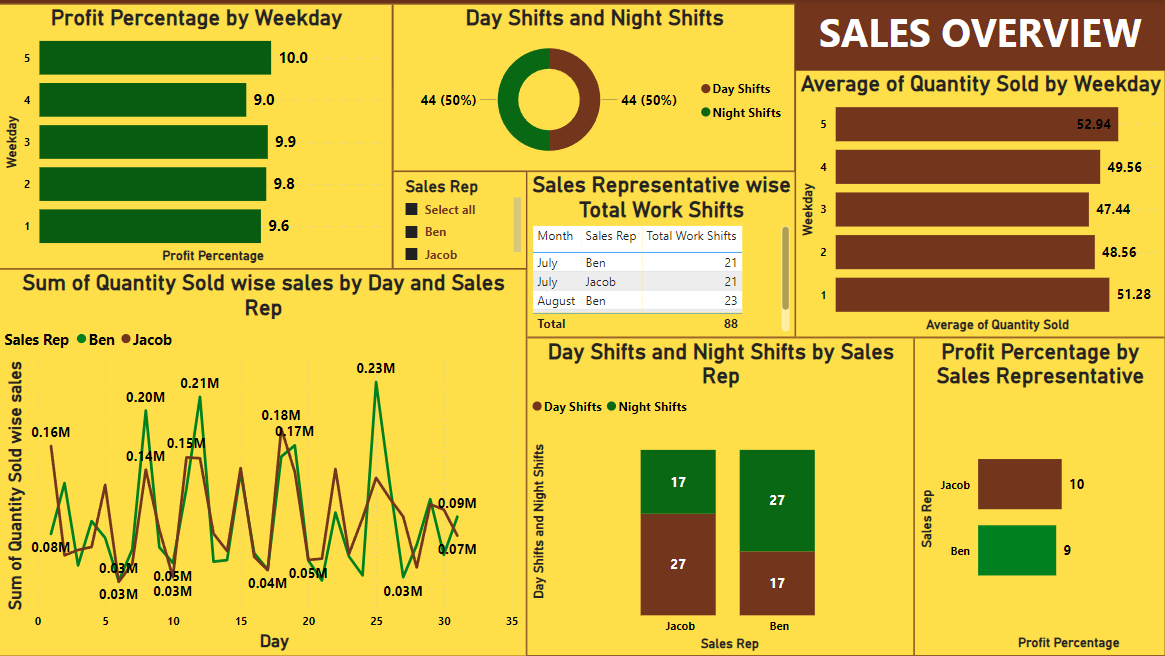 Profit Percentage by Weekday
Weekday
5
10.0
4
9.0
3
9.9
2
9.8
1
9.6
Profit Percentage
Day Shifts and Night Shifts
44 (50%)
44 (50%)
Day Shifts
Night Shifts
SALES OVERVIEW
Average of Quantity Sold by Weekday
Weekday
5
52.94
4
49.56
3
47.44
2
48.56
1
51.28
Average of Quantity Sold
Sales Rep
Select all
Ben
Jacob
Sales Representative wise
Total Work Shifts
Month Sales Rep Total Work Shifts
July Ben 21
July Jacob 21
August Ben 23
Total 88
Sum of Quantity Sold wise sales by Day and Sales
Rep
Sales Rep Ben Jacob
Sum of Quantity Sold wise sales
0.16M
0.08M
0.03M
0.03M
0.20M
0.14M
0.05M
0.03M
0.15M
0.21M
0.04M
0.18M
0.17M
0.05M
0.23M
0.03M
0.09M
0.07M
0 5 10 15 20 25 30 35
Day
Day Shifts and Night Shifts by Sales
Rep
Day Shifts Night Shifts
Day Shifts and Night Shifts
17
27
27
17
Jacob Ben
Sales Rep
Profit Percentage by
Sales Representative
Sales Rep
Jacob
10
Ben
9
Profit Percentage